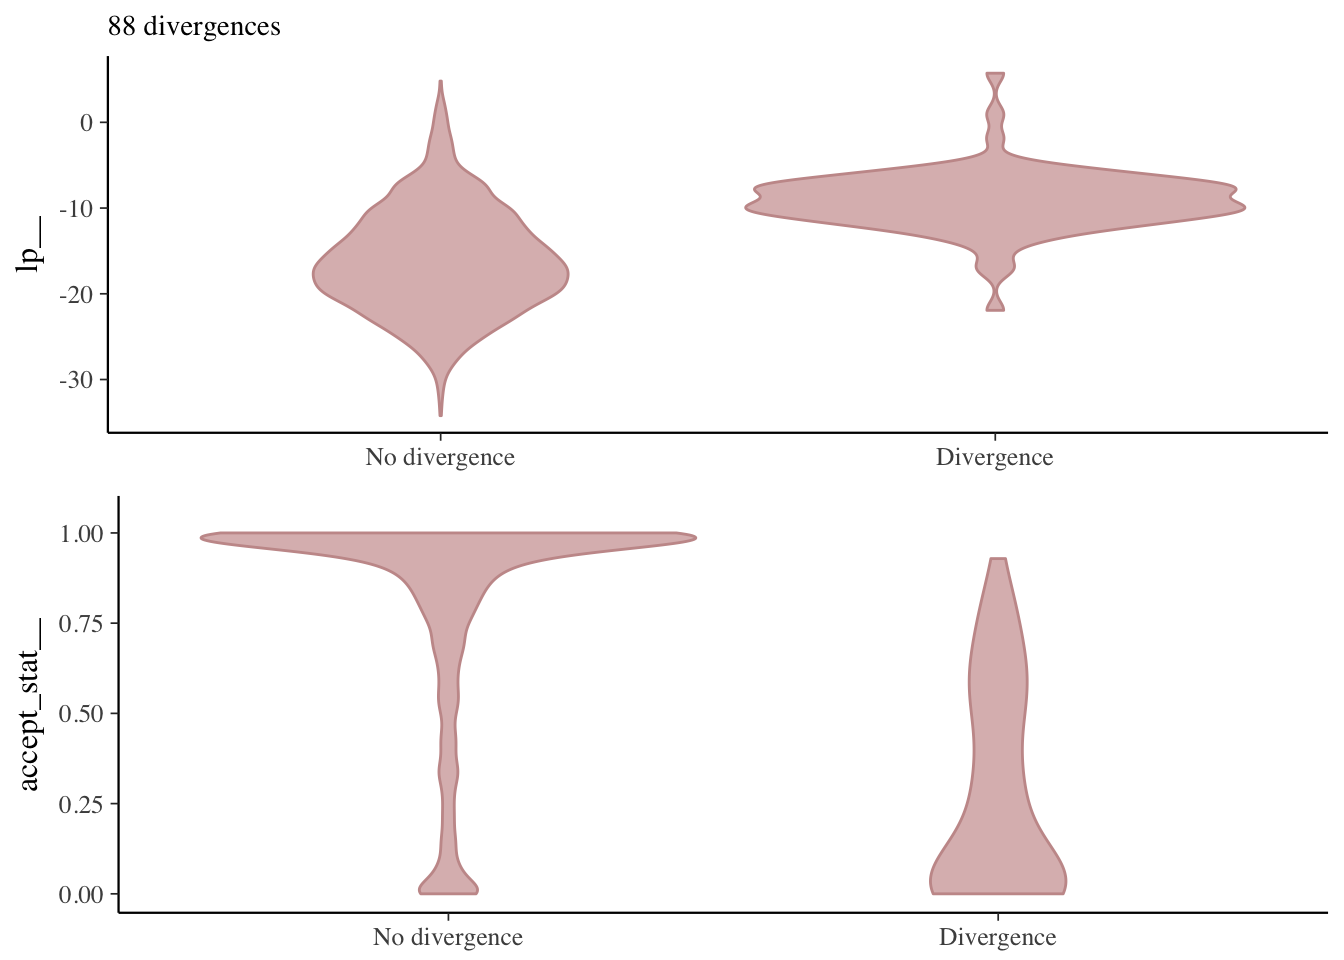 88 divergences
lp__
0
-10
-20
-30
No divergence
Divergence
accept_stat__
1.00
0.75
0.50
0.25
0.00
No divergence
Divergence